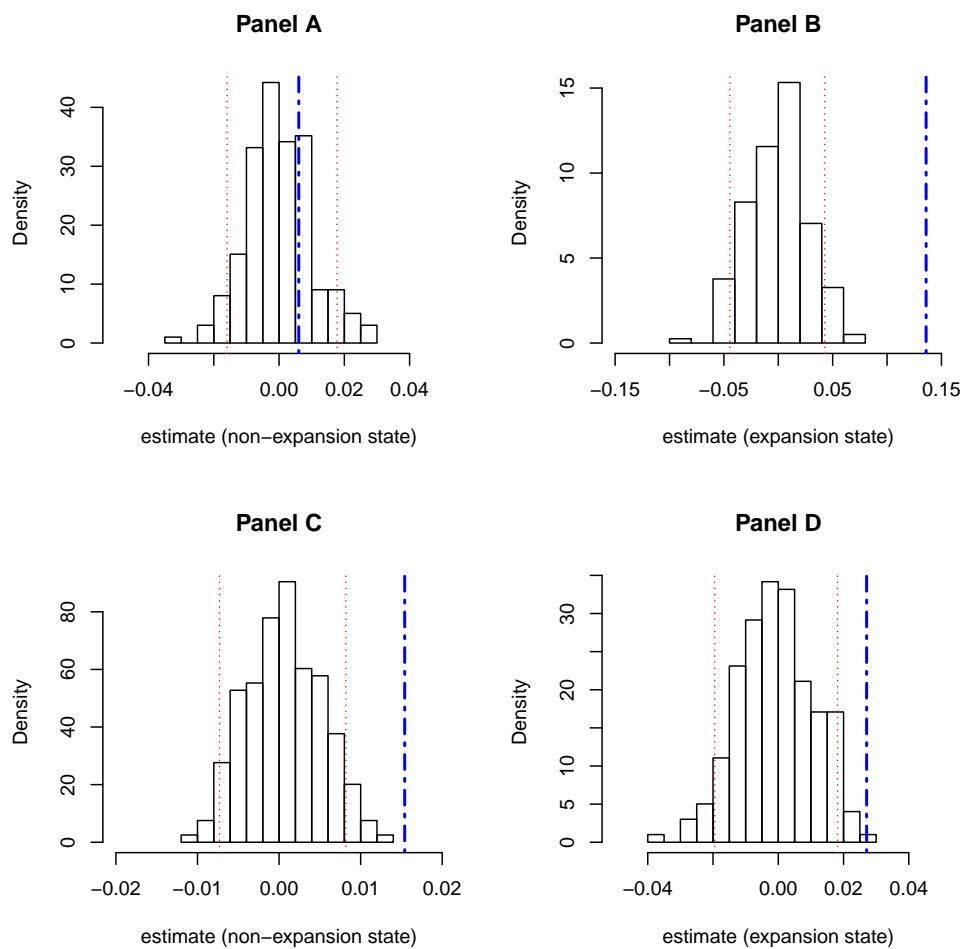 Panel A
Density
0 10 20 30 40
−0.04 0.00 0.02 0.04
estimate (non−expansion state)
Panel B
Density
0 5 10 15
−0.15 −0.05 0.05 0.15
estimate (expansion state)
Panel C
Density
0 20 40 60 80
−0.02 −0.01 0.00 0.01 0.02
estimate (non−expansion state)
Panel D
Density
0 5 10 20 30
−0.04 0.00 0.02 0.04
estimate (expansion state)